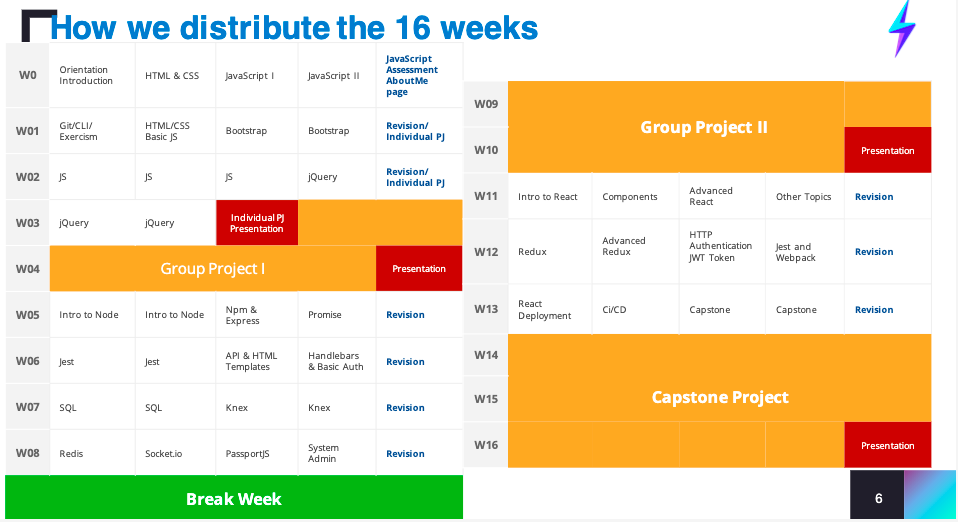 How we distribute the 16 weeks
W0
Orientation
Introduction
HTML & CSS
JavaScript I
JavaScript II
JavaScript
Assessment
AboutMe
page
W01
Git/CLI/
Exercism
HTML/CSS
Basic JS
Bootstrap
Bootstrap
Revision/
Individual PJ
W02
JS
JS
JS
jQuery
Revision/
Individual PJ
W03
jQuery
jQuery
Individual PJ
Presentation
W04
Group Project I
Presentation
W05
Intro to Node
Intro to Node
Npm &
Express
Promise
Revision
W06
Jest
Jest
API & HTML
Templates
Handlebars
& Basic Auth
Revision
W07
SQL
SQL
Knex
Knex
Revision
W08
Redis
Socket.io
PassportJS
System
Admin
Revision
Break Week
W09
Group Project II
W10
Presentation
W11
Intro to React
Components
Advanced
React
Other Topics
Revision
W12
Redux
Advanced
Redux
HTTP
Authentication
JWT Token
Jest and
Webpack
Revision
W13
React
Deployment
Ci/CD
Capstone
Capstone
Revision
W14
W15
Capstone Project
W16
Presentation
6